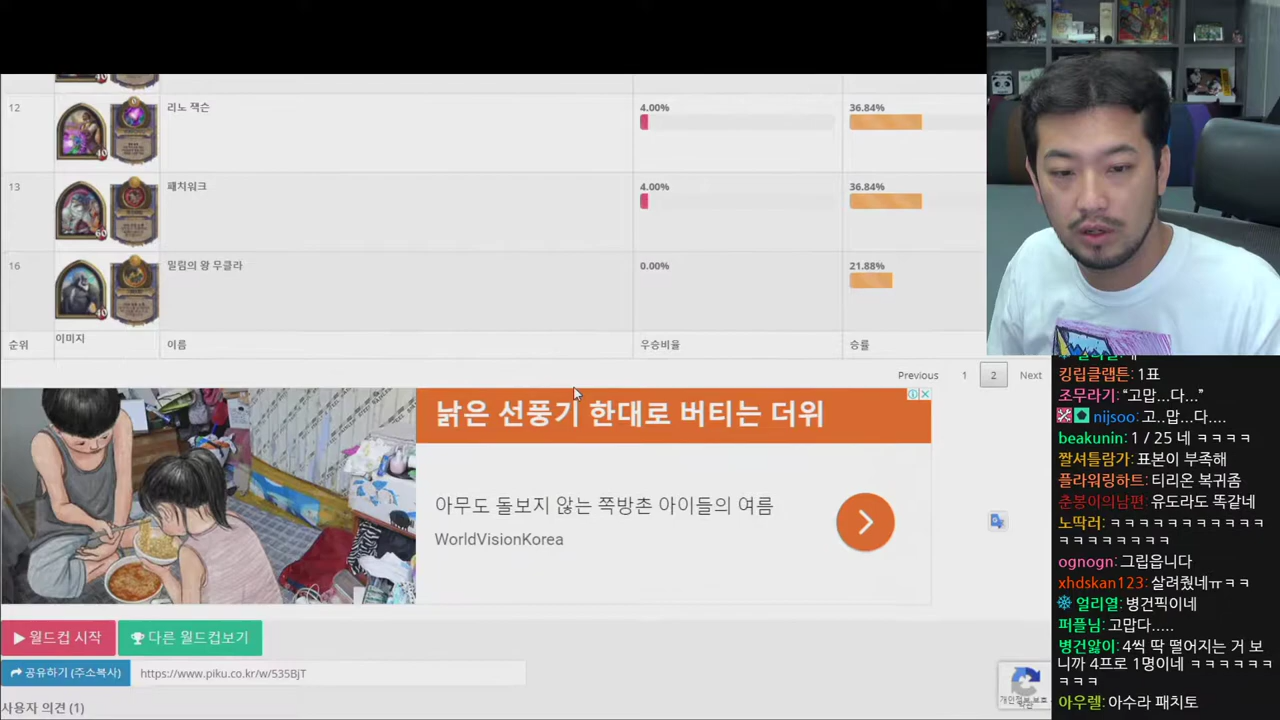 12
리노 잭슨
4.00%
36.84%
0
40
13
패치워크
4.00%
36.84%
60
16
밀림의 왕 무클라
0.00%
21.88%
40
순위
이미지
이름
우승비율
승률
Previous
1
2
Next
낡은 선풍기 한대로 버티는 더위
아무도 돌보지 않는 쪽방촌 아이들의 여름
WorldVisionKorea
월드컵 시작
다른 월드컵보기
공유하기 (주소복사)
https://www.piku.co.kr/w/535BjT
사용자 의견 (1)
킹립클랩튼: 1표
조무라기: “고맙...다...”
nijsoo: 고..맙...다....
beakunin: 1 / 25 네 ㅋㅋㅋㅋ
짤셔틀람가: 표본이 부족해
플라워링하트: 티리온 복귀좀
춘봉이의남편: 유도라도 똑같네
노딱러: ㅋㅋㅋㅋㅋㅋㅋㅋㅋㅋㅋ
ㅋㅋㅋㅋㅋㅋㅋㅋ
ognogn: 그립읍니다
xhdskan123: 살려줬네ㅠㅋㅋ
얼리열: 병건픽이네
퍼플님: 고맙다.....
병건앓이: 4씩 딱 떨어지는 거 보
니까 4프로 1명이네 ㅋㅋㅋㅋㅋㅋ
ㅋㅋㅋ
아우렐: 아수라 패치토